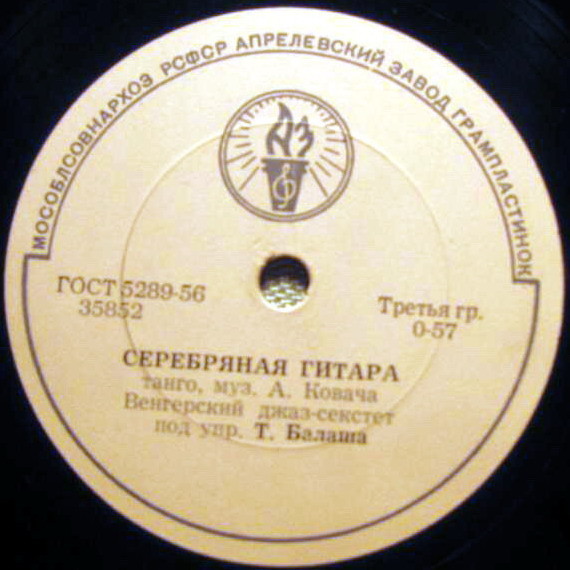 МОСОБЛСОВНАРХОЗ РСФСР АПРЕЛЕВСКИЙ ЗАВОД ГРАМПЛАСТИНОК
АЗ
ГОСТ 5289-56
35852
Третья гр.
0-57
СЕРЕБРЯНАЯ ГИТАРА
танго, муз. А. Ковача
Венгерский джаз-секстет
под упр. Т. Балаша